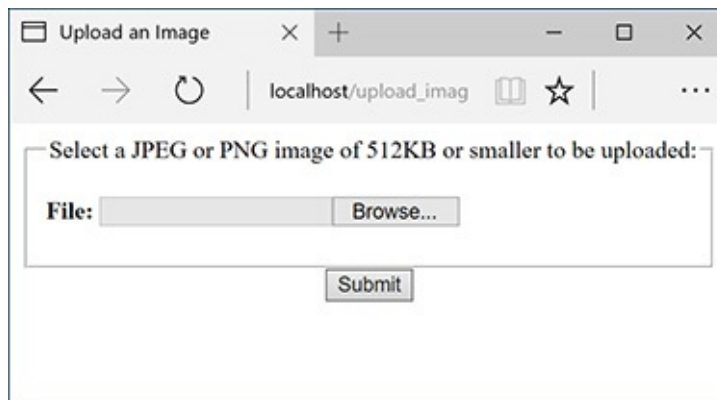 Upload an Image
localhost/upload_imag
Select a JPEG or PNG image of 512KB or smaller to be uploaded:
File: Browse...
Submit